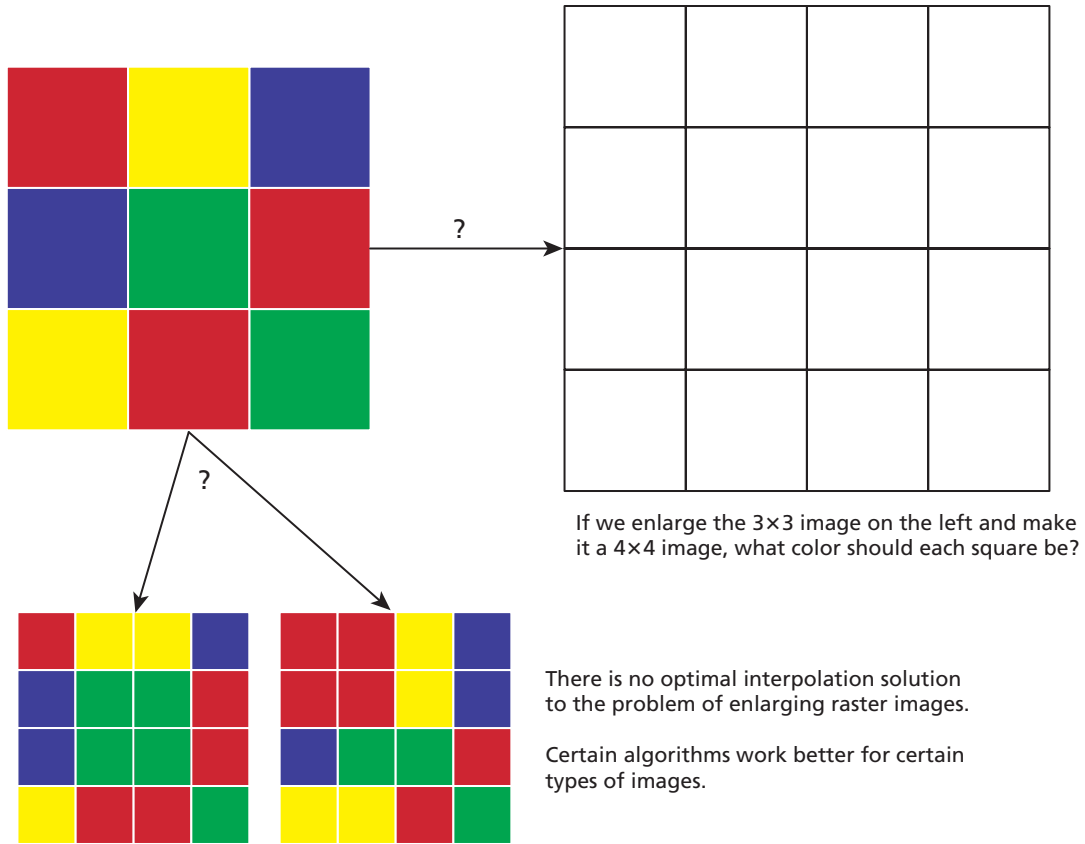 ?
If we enlarge the 3×3 image on the left and make
it a 4×4 image, what color should each square be?
?
There is no optimal interpolation solution
to the problem of enlarging raster images.
Certain algorithms work better for certain
types of images.